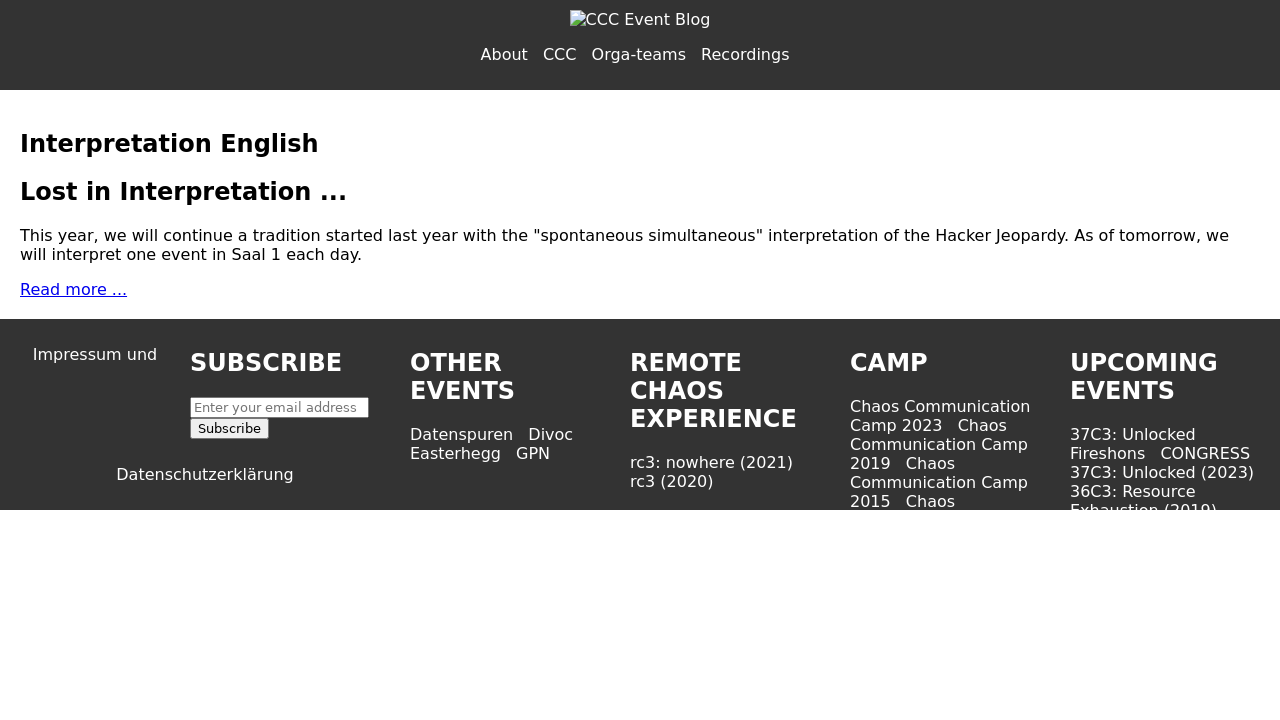 CCC Event Blog
About CCC Orga-teams Recordings
Interpretation English
Lost in Interpretation ...
This year, we will continue a tradition started last year with the "spontaneous simultaneous" interpretation of the Hacker Jeopardy. As of tomorrow, we
will interpret one event in Saal 1 each day.
Read more ...
Impressum und
Datenschutzerklärung
SUBSCRIBE
Enter your email address
Subscribe
OTHER
EVENTS
Datenspuren Divoc
Easterhegg GPN
REMOTE
CHAOS
EXPERIENCE
rc3: nowhere (2021)
rc3 (2020)
CAMP
Chaos Communication
Camp 2023 Chaos
Communication Camp
2019 Chaos
Communication Camp
2015 Chaos
UPCOMING
EVENTS
37C3: Unlocked
Fireshons CONGRESS
37C3: Unlocked (2023)
36C3: Resource
Exhaustion (2019)